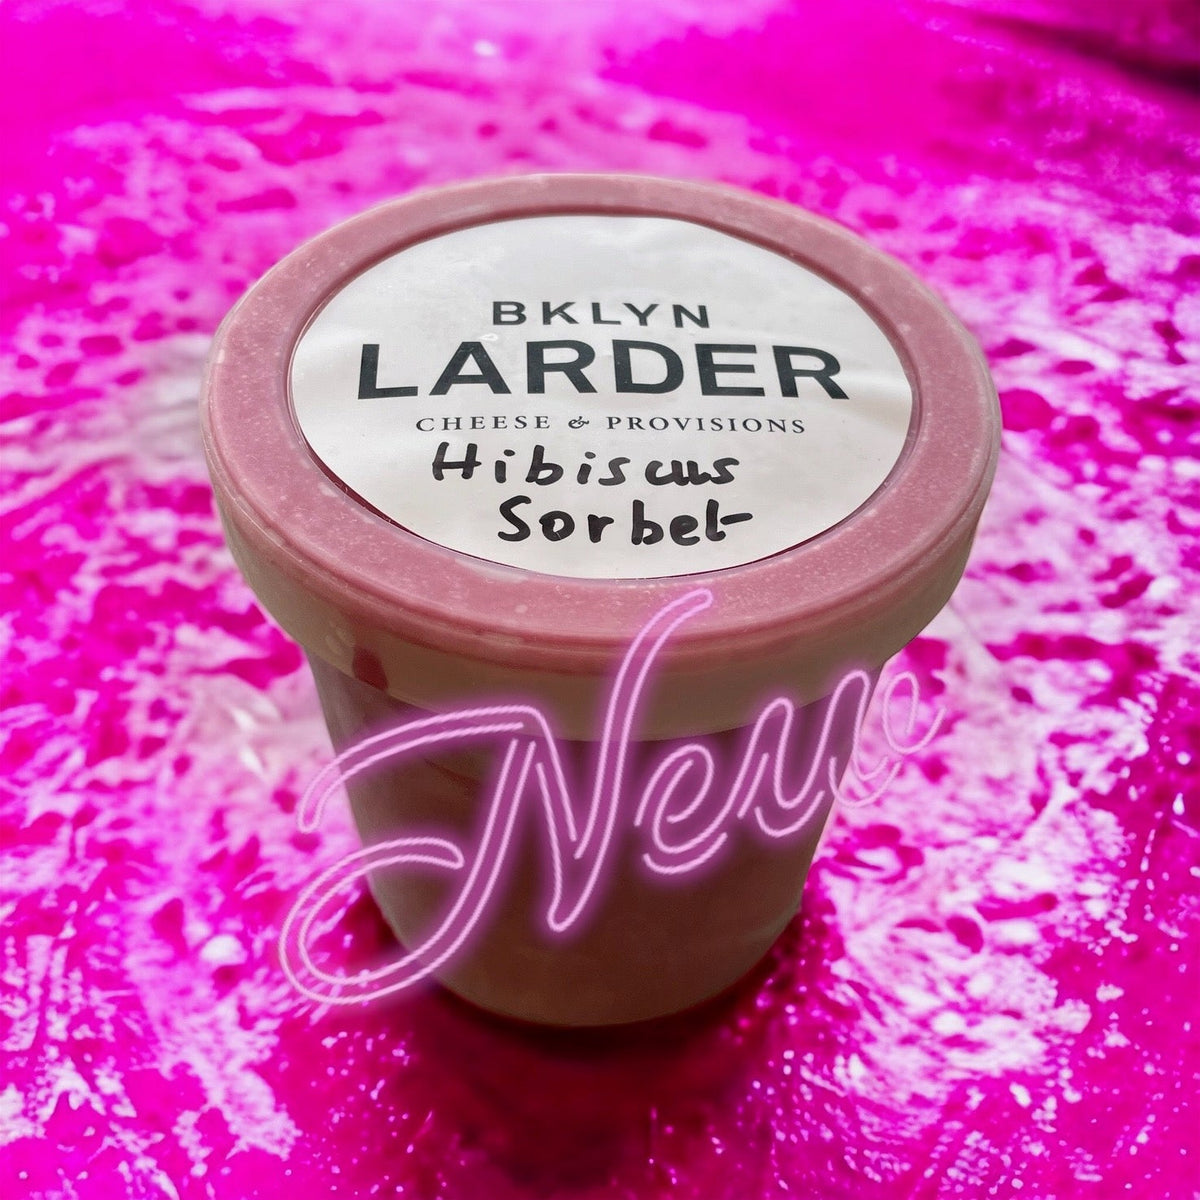 BKLYN
LARDER
CHEESE & PROVISIONS
Hibiscus
Sorbet
New